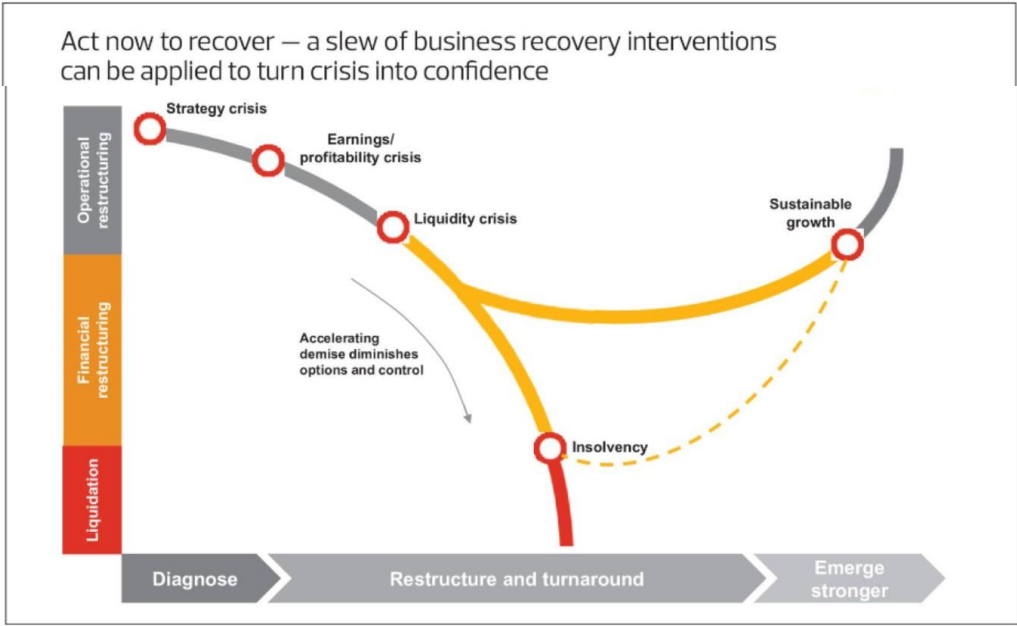 Act now to recover — a slew of business recovery interventions
can be applied to turn crisis into confidence
Operational
restructuring
Financial
restructuring
Liquidation
Strategy crisis
Earnings/
profitability crisis
Liquidity crisis
Accelerating
demise diminishes
options and control
Insolvency
Sustainable
growth
Diagnose
Restructure and turnaround
Emerge
stronger